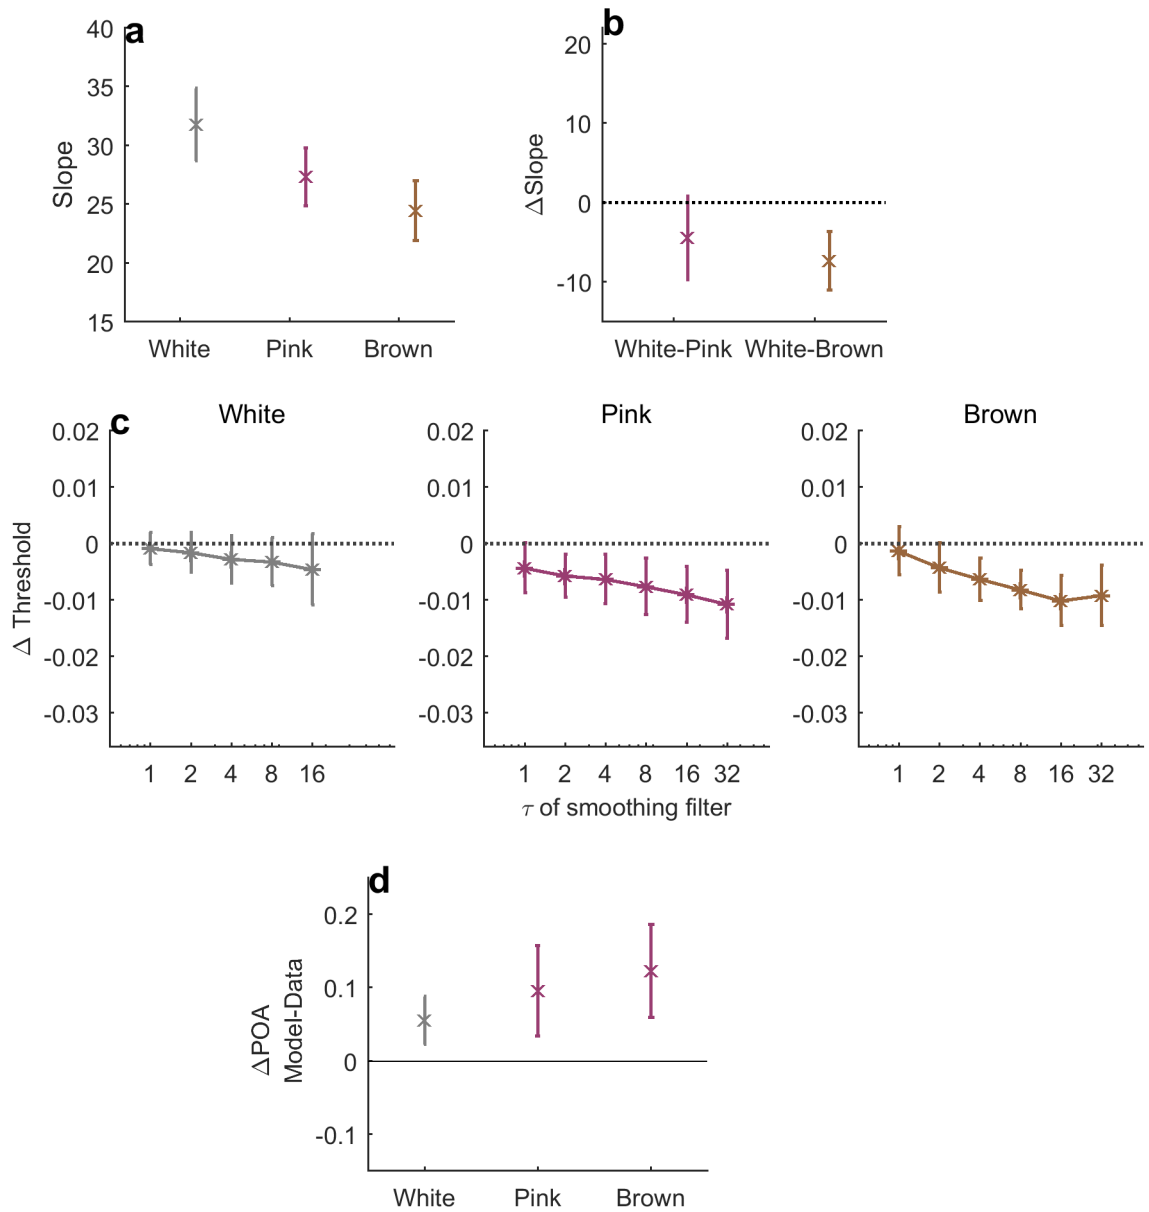 a
40
35
30
25
20
15
Slope
White Pink Brown
b
20
10
0
-10
ΔSlope
White-Pink White-Brown
c
White
0.02
0.01
0
-0.01
-0.02
-0.03
Δ Threshold
1 2 4 8 16
Pink
0.02
0.01
0
-0.01
-0.02
-0.03
1 2 4 8 16 32
τ of smoothing filter
Brown
0.02
0.01
0
-0.01
-0.02
-0.03
1 2 4 8 16 32
d
0.2
0.1
0
-0.1
ΔPOA
Model-Data
White Pink Brown